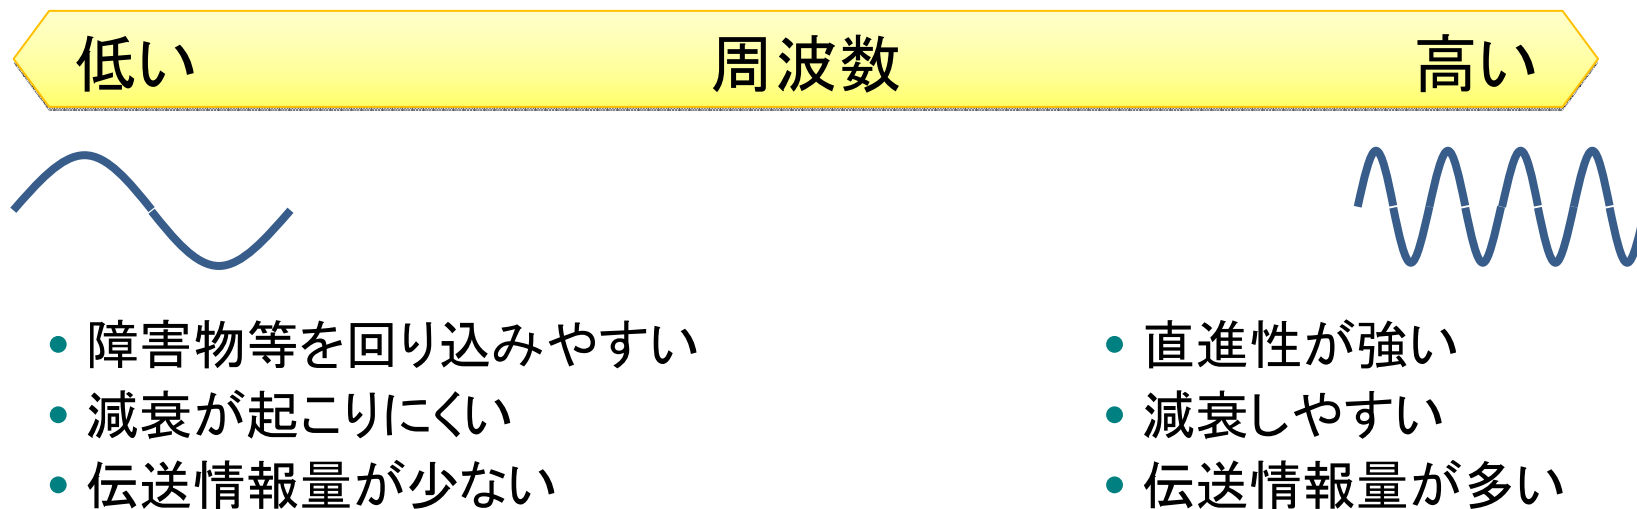 低い 周波数 高い
• 障害物等を回り込みやすい
• 減衰が起こりにくい
• 伝送情報量が少ない
• 直進性が強い
• 減衰しやすい
• 伝送情報量が多い